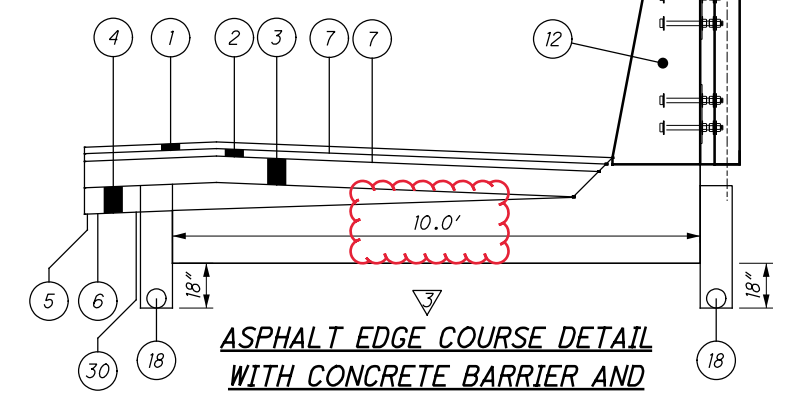 4 1 2 3 7 7 12
10.0'
18"
18"
5 6 3
30 18 18
ASPHALT EDGE COURSE DETAIL
WITH CONCRETE BARRIER AND